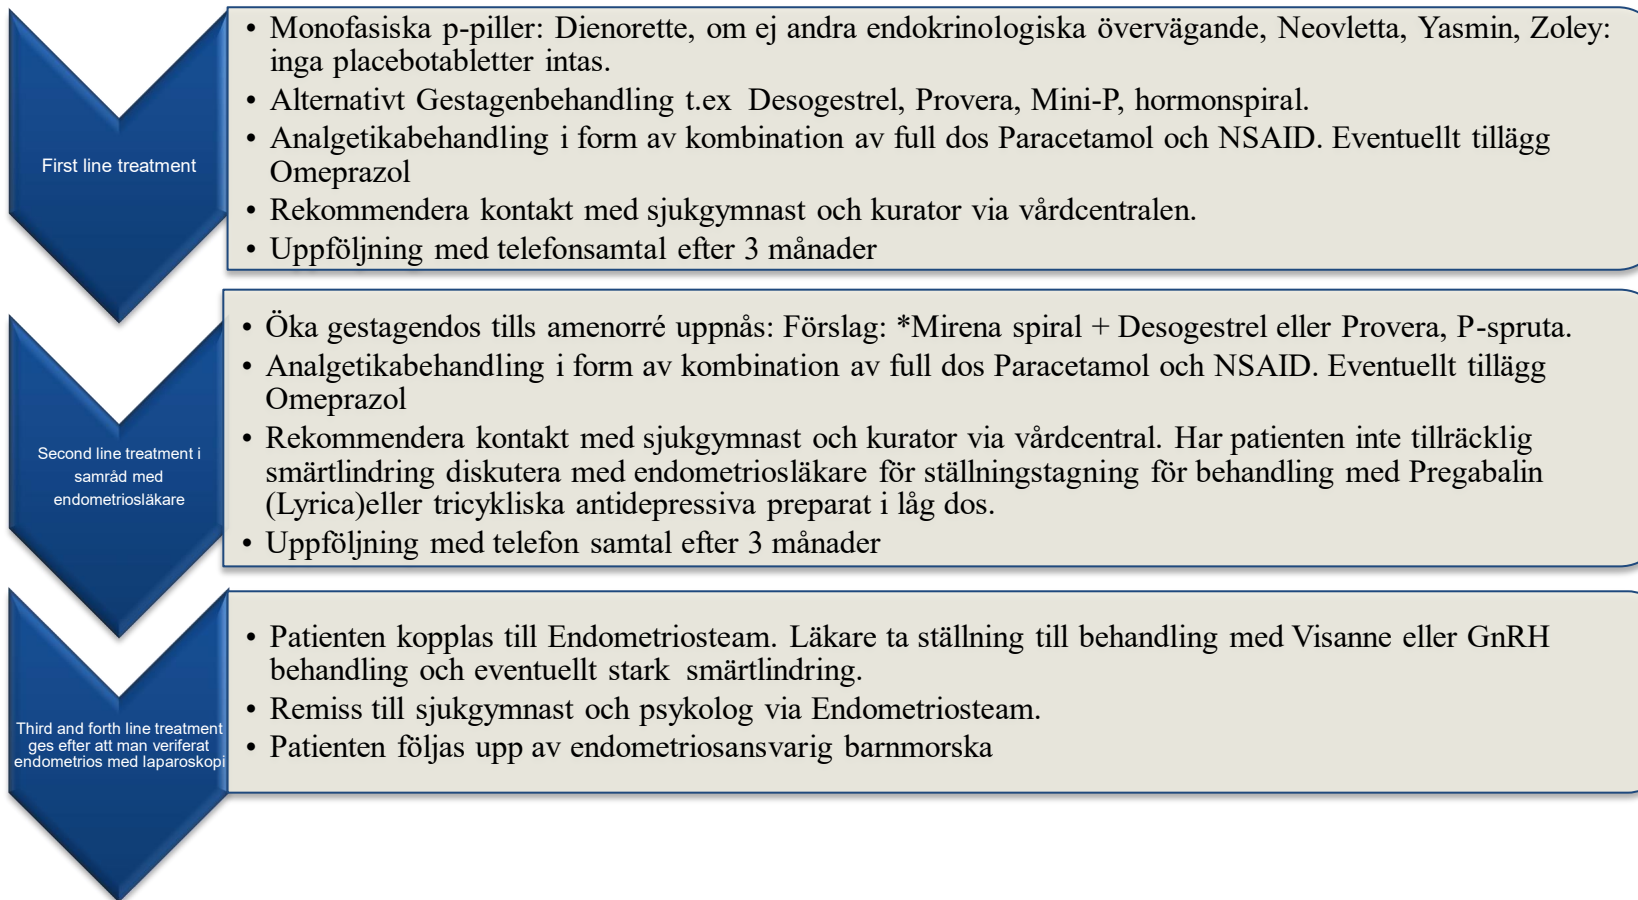 First line treatment
• Monofasiska p-piller: Dienorette, om ej andra endokrinologiska övervägande, Neovletta, Yasmin, Zoley:
inga placebotabletter intas.
• Alternativt Gestagenbehandling t.ex Desogestrel, Provera, Mini-P, hormonspiral.
• Analgetikabehandling i form av kombination av full dos Paracetamol och NSAID. Eventuellt tillägg
Omeprazol
• Rekommendera kontakt med sjukgymnast och kurator via vårdcentralen.
• Uppföljning med telefonsamtal efter 3 månader
Second line treatment i
samråd med
endometriosläkare
• Öka gestagendos tills amenorré uppnås: Förslag: *Mirena spiral + Desogestrel eller Provera, P-spruta.
• Analgetikabehandling i form av kombination av full dos Paracetamol och NSAID. Eventuellt tillägg
Omeprazol
• Rekommendera kontakt med sjukgymnast och kurator via vårdcentral. Har patienten inte tillräcklig
smärtlindring diskutera med endometriosläkare för ställningstagning för behandling med Pregabalin
(Lyrica)eller tricykliska antidepressiva preparat i låg dos.
• Uppföljning med telefon samtal efter 3 månader
Third and forth line treatment
ges efter att man veriferat
endometrios med laparoskopi
• Patienten kopplas till Endometriosteam. Läkare ta ställning till behandling med Visanne eller GnRH
behandling och eventuellt stark smärtlindring.
• Remiss till sjukgymnast och psykolog via Endometriosteam.
• Patienten följas upp av endometriosansvarig barnmorska